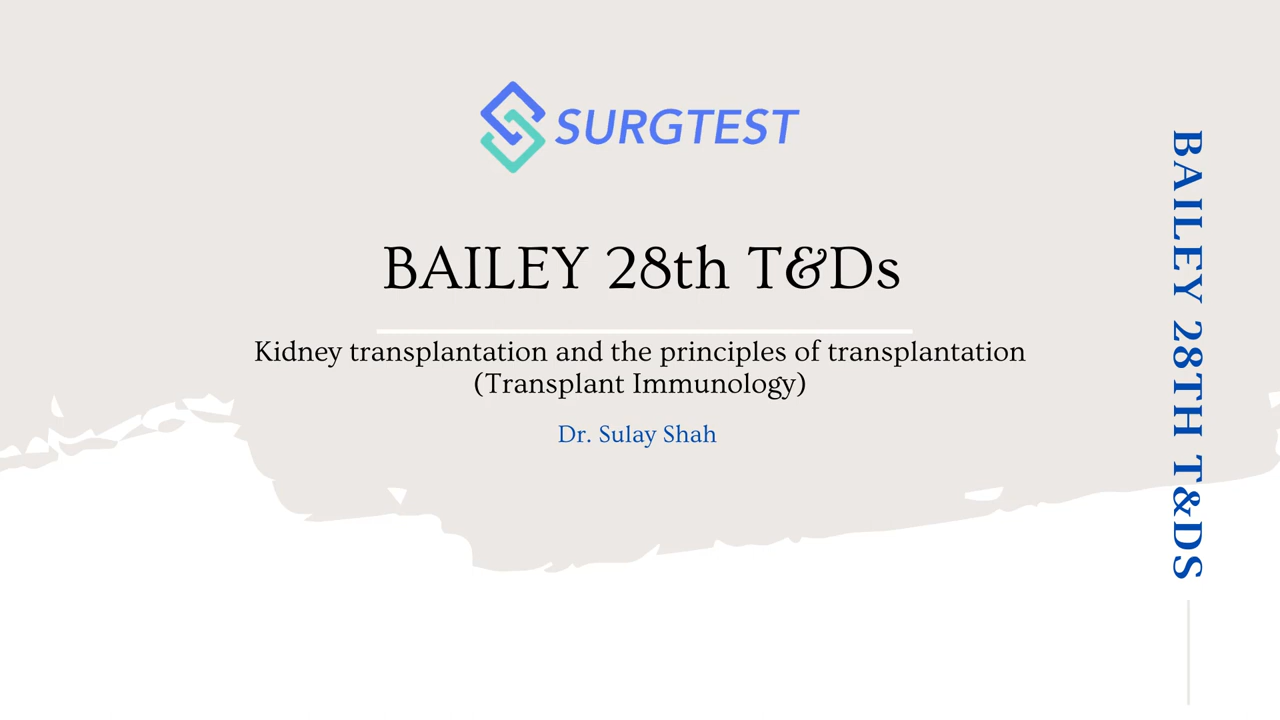 SURGTEST
BAILEY 28th T&Ds
Kidney transplantation and the principles of transplantation
(Transplant Immunology)
Dr. Sulay Shah
BAILEY 28TH T&DS